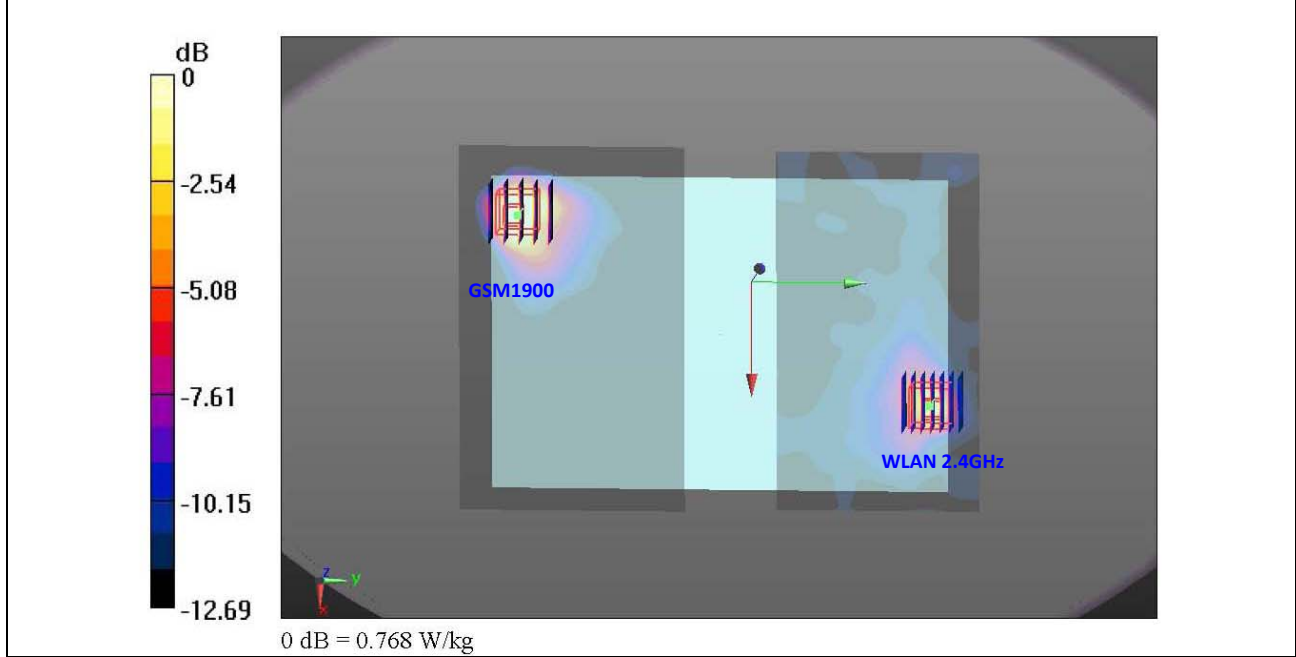 dB
0
-2.54
-5.08
-7.61
-10.15
-12.69
GSM1900
WLAN 2.4GHz
z
y
x
0 dB = 0.768 W/kg